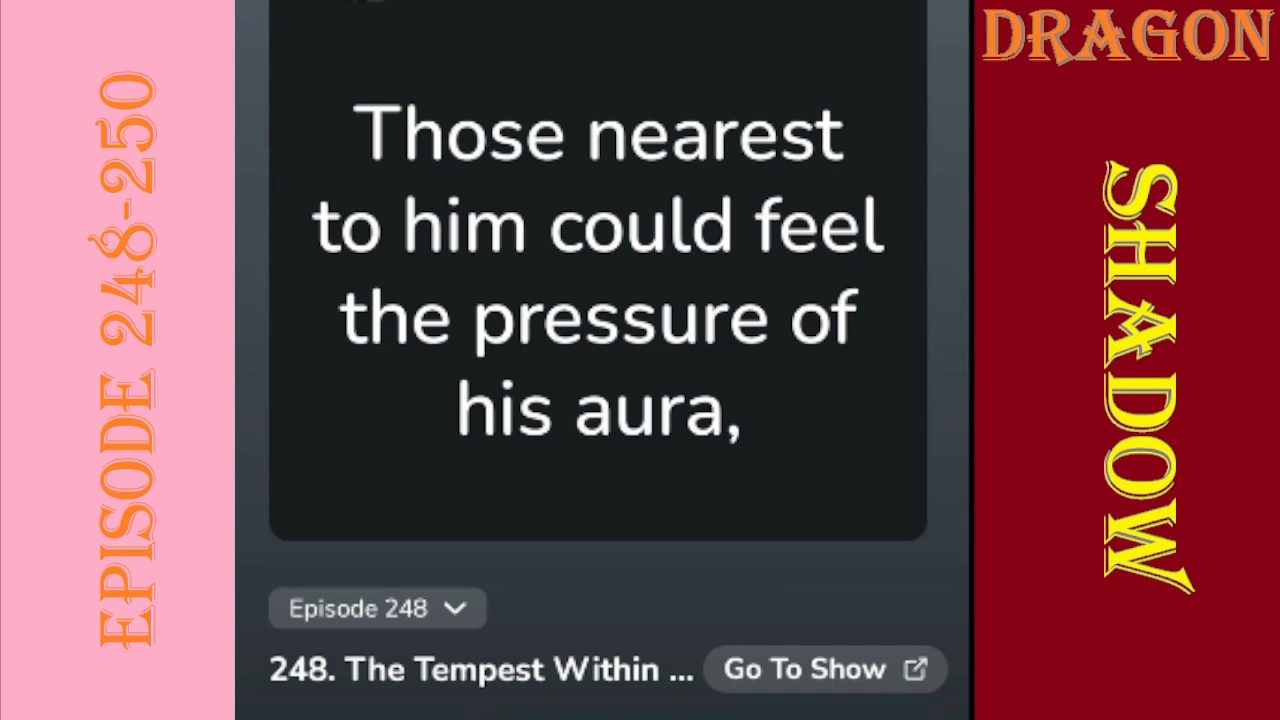 EPISODE 248-250
Those nearest
to him could feel
the pressure of
his aura,
Episode 248
248. The Tempest Within ...
Go To Show
DRAGON
SHADOW